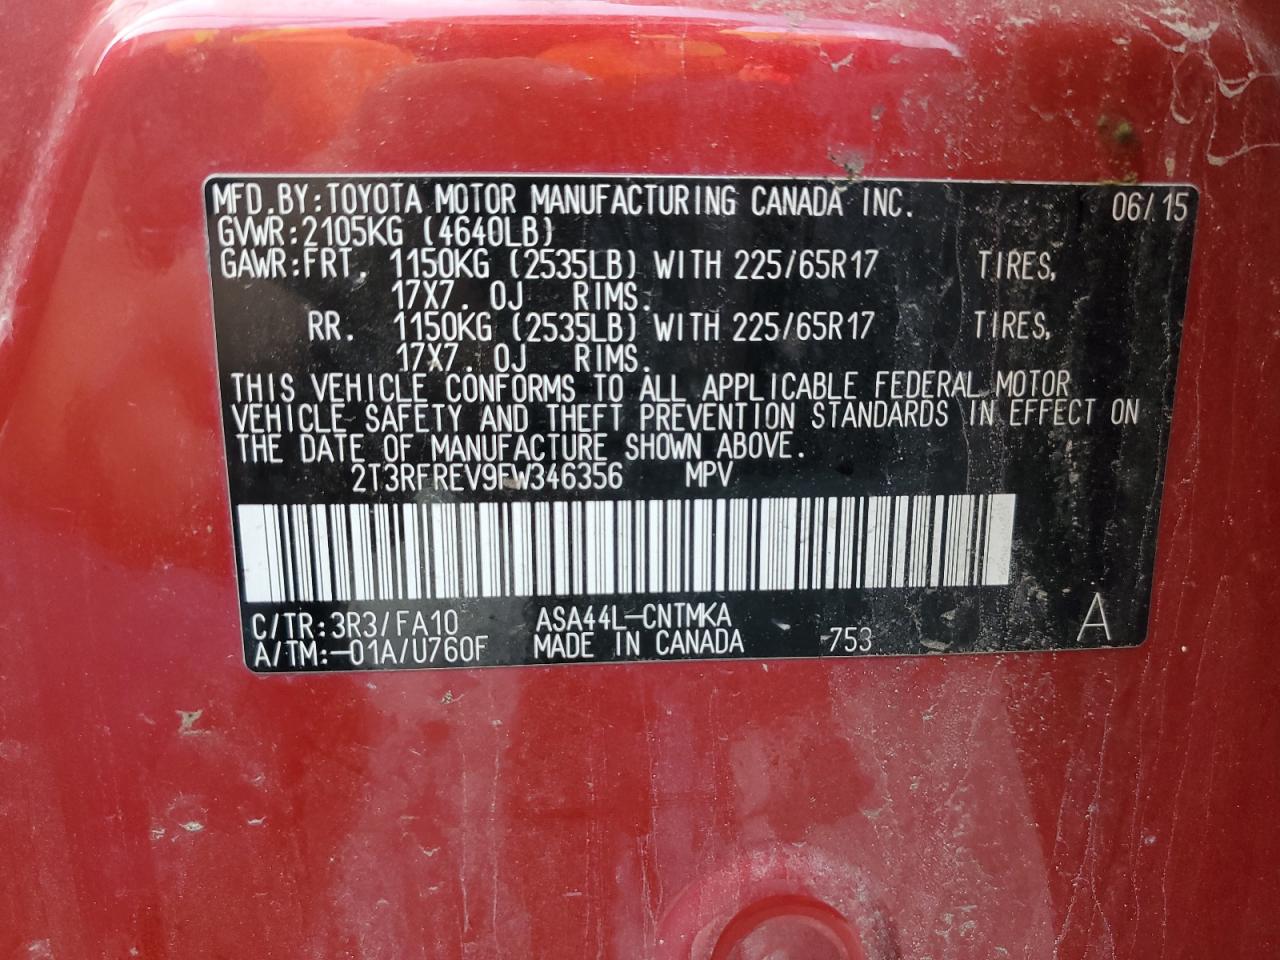 MFD.BY:TOYOTA MOTOR MANUFACTURING CANADA INC. 06/15
GVWR:2105KG (4640LB)
GAWR:FRT. 1150KG (2535LB) WITH 225/65R17 TIRES,
17X7.0J RIMS.
RR. 1150KG (2535LB) WITH 225/65R17 TIRES,
17X7.0J RIMS.
THIS VEHICLE CONFORMS TO ALL APPLICABLE FEDERAL MOTOR
VEHICLE SAFETY AND THEFT PREVENTION STANDARDS IN EFFECT ON
THE DATE OF MANUFACTURE SHOWN ABOVE.
2T3RFREV9FW346356 MPV
C/TR:3R3/FA10 ASA44L-CNTMKA A
A/TM:-01A/U760F MADE IN CANADA 753